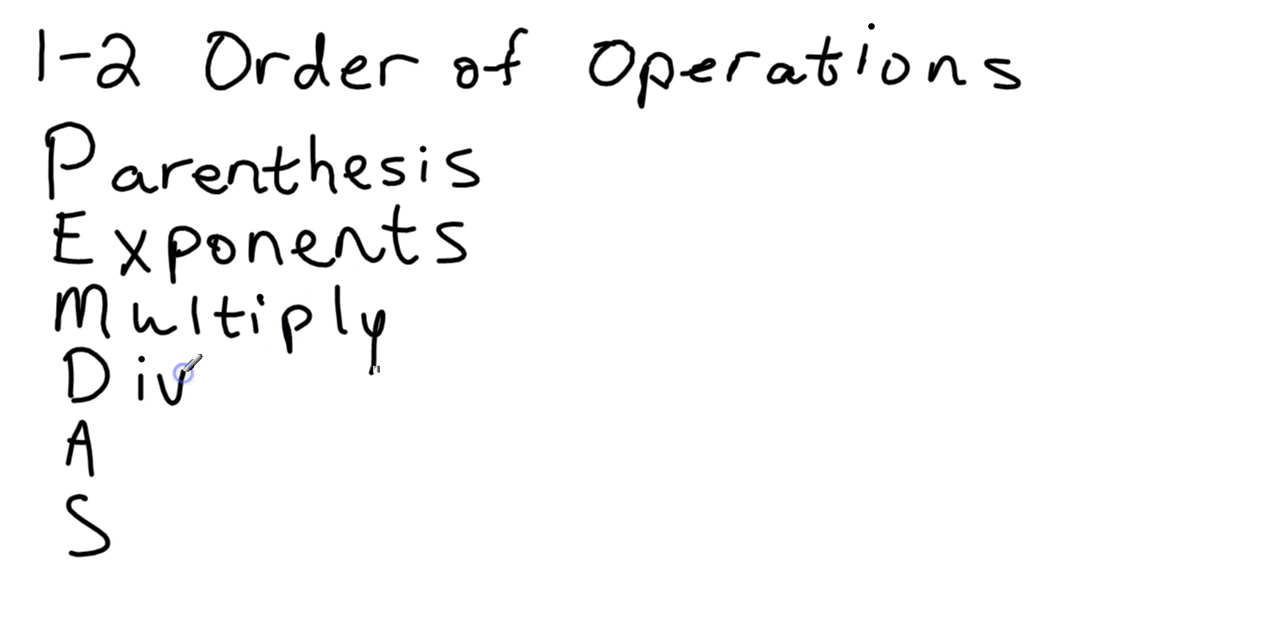 1-2 Order of Operations
Parenthesis
Exponents
Multiply
Div
A
S